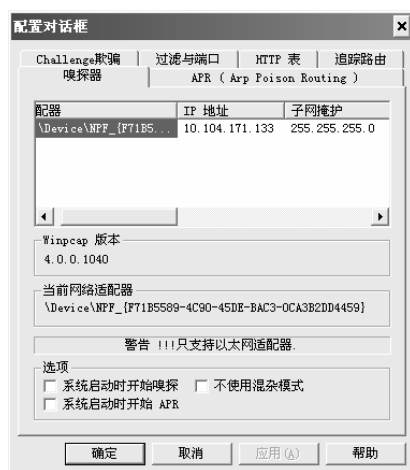 配置对话框
Challenge欺骗 过滤与端口 HTTP 表 追踪路由
嗅探器 APR ( Arp Poison Routing )
配器 IP 地址 子网掩护
\Device\NPF_{F71B5... 10.104.171.133 255.255.255.0
Winpcap 版本
4.0.0.1040
当前网络适配器
\Device\NPF_{F71B5589-4C90-45DE-BAC3-0CA3B2DD4459}
警告 !!!只支持以太网适配器.
选项
系统启动时开始嗅探 不使用混杂模式
系统启动时开始 APR
确定 取消 应用(A) 帮助